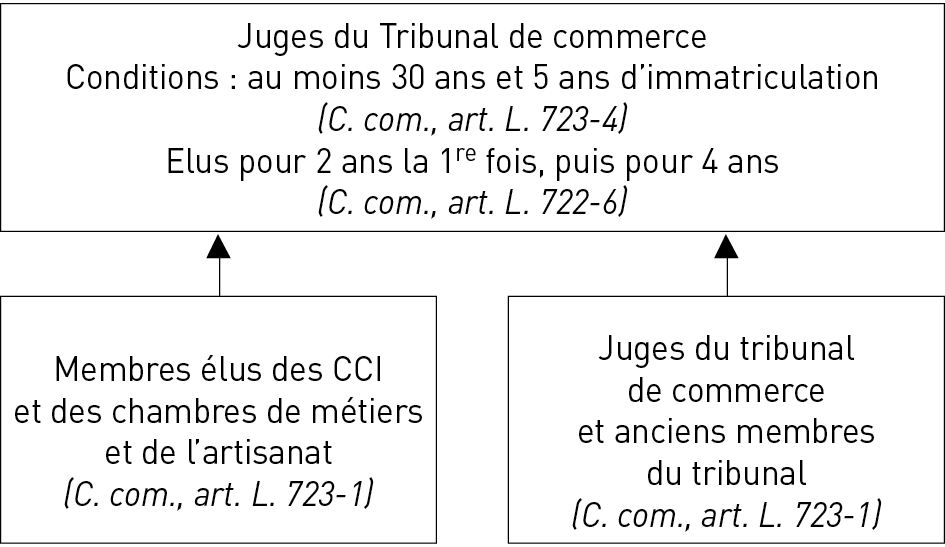 Juges du Tribunal de commerce
Conditions : au moins 30 ans et 5 ans d’immatriculation
(C. com., art. L. 723-4)
Elus pour 2 ans la 1re fois, puis pour 4 ans
(C. com., art. L. 722-6)
Membres élus des CCI
et des chambres de métiers
et de l’artisanat
(C. com., art. L. 723-1)
Juges du tribunal
de commerce
et anciens membres
du tribunal
(C. com., art. L. 723-1)